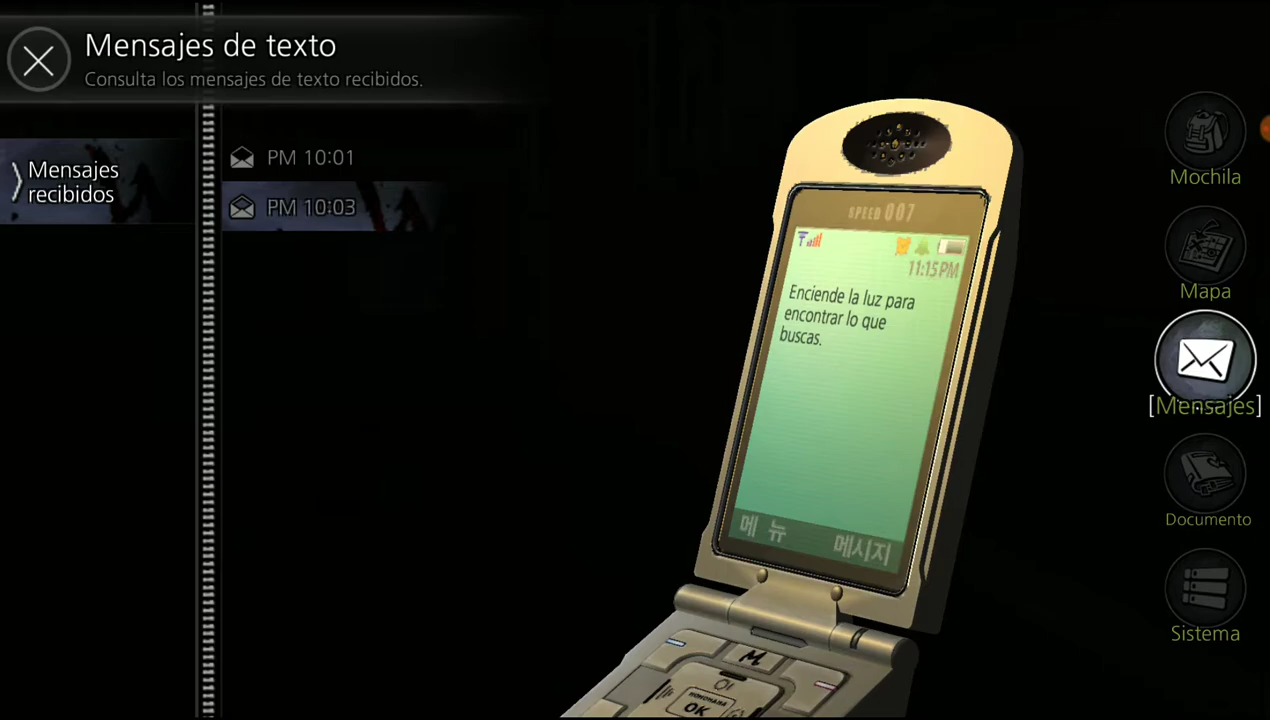 Mensajes de texto
Consulta los mensajes de texto recibidos.
Mensajes
recibidos
PM 10:01
PM 10:03
SPEED 007
11:15PM
Enciende la luz para
encontrar lo que
buscas.
메 뉴
메시지
M
OK
Mochila
Mapa
[Mensajes]
Documento
Sistema